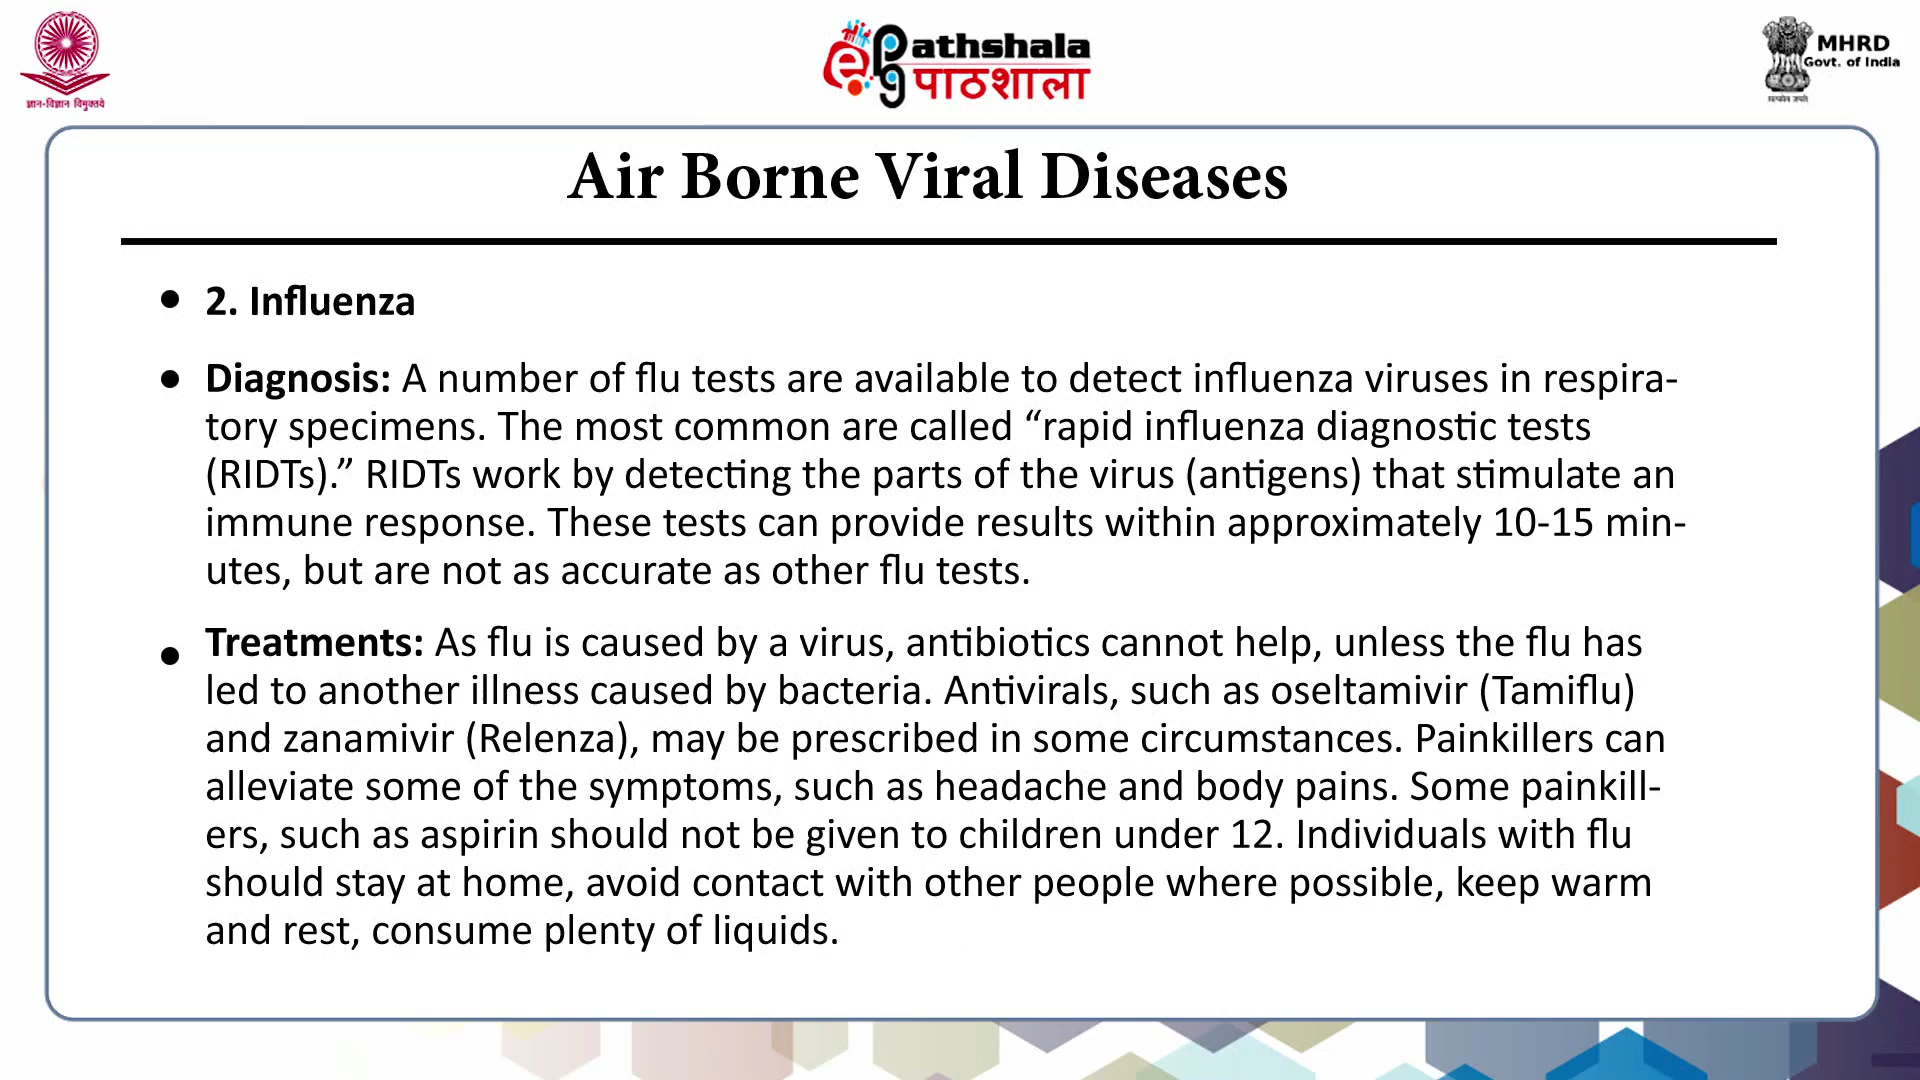 ज्ञान-विज्ञान विमुक्तये
ePGathshala
पाठशाला
MHRD
Govt. of India
सत्यमेव जयते
Air Borne Viral Diseases
• 2. Influenza
• Diagnosis: A number of flu tests are available to detect influenza viruses in respira-
tory specimens. The most common are called “rapid influenza diagnostic tests
(RIDTs).” RIDTs work by detecting the parts of the virus (antigens) that stimulate an
immune response. These tests can provide results within approximately 10-15 min-
utes, but are not as accurate as other flu tests.
• Treatments: As flu is caused by a virus, antibiotics cannot help, unless the flu has
led to another illness caused by bacteria. Antivirals, such as oseltamivir (Tamiflu)
and zanamivir (Relenza), may be prescribed in some circumstances. Painkillers can
alleviate some of the symptoms, such as headache and body pains. Some painkill-
ers, such as aspirin should not be given to children under 12. Individuals with flu
should stay at home, avoid contact with other people where possible, keep warm
and rest, consume plenty of liquids.